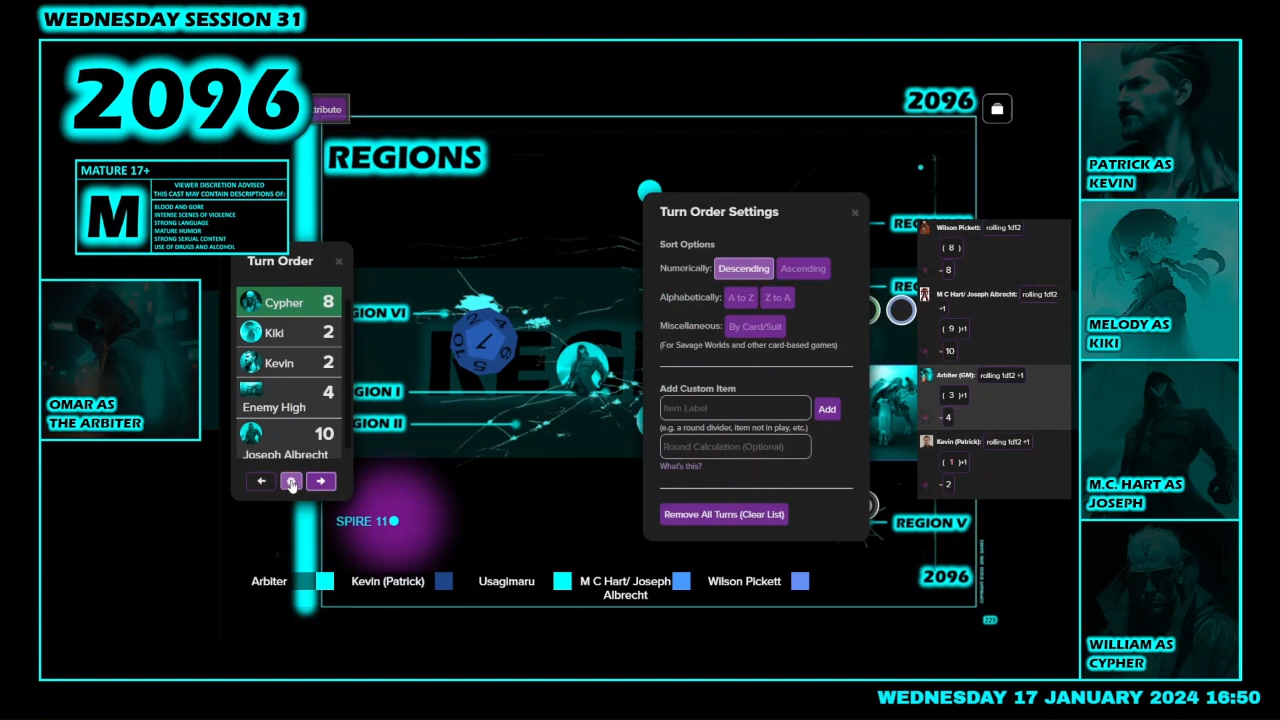 WEDNESDAY SESSION 31
2096
MATURE 17+
M
VIEWER DISCRETION ADVISED
THIS CAST MAY CONTAIN DESCRIPTIONS OF:
BLOOD AND GORE
INTENSE SCENES OF VIOLENCE
STRONG LANGUAGE
MATURE HUMOR
STRONG SEXUAL CONTENT
USE OF DRUGS AND ALCOHOL
tribute
2096
REGIONS
OMAR AS
THE ARBITER
Turn Order
Cypher 8
Kiki 2
Kevin 2
4
Enemy High
10
Joseph Albrecht
GION VI
GION I
GION II
SPIRE 11
Turn Order Settings
Sort Options
Numerically: Descending Ascending
Alphabetically: A to Z Z to A
Miscellaneous: By Card/Suit
(For Savage Worlds and other card-based games)
Add Custom Item
Item Label Add
(e.g. a round divider, item not in play, etc.)
Round Calculation (Optional)
What's this?
Remove All Turns (Clear List)
Wilson Pickett: rolling 1d12
( 8 )
= 8
M C Hart/ Joseph Albrecht: rolling 1d12
+1
( 9 )+1
= 10
Arbiter (GM): rolling 1d12 +1
( 3 )+1
= 4
Kevin (Patrick): rolling 1d12 +1
( 1 )+1
= 2
REGION V
2096
Arbiter
Kevin (Patrick)
Usagimaru
M C Hart/ Joseph
Albrecht
Wilson Pickett
PATRICK AS
KEVIN
MELODY AS
KIKI
M.C. HART AS
JOSEPH
WILLIAM AS
CYPHER
WEDNESDAY 17 JANUARY 2024 16:50